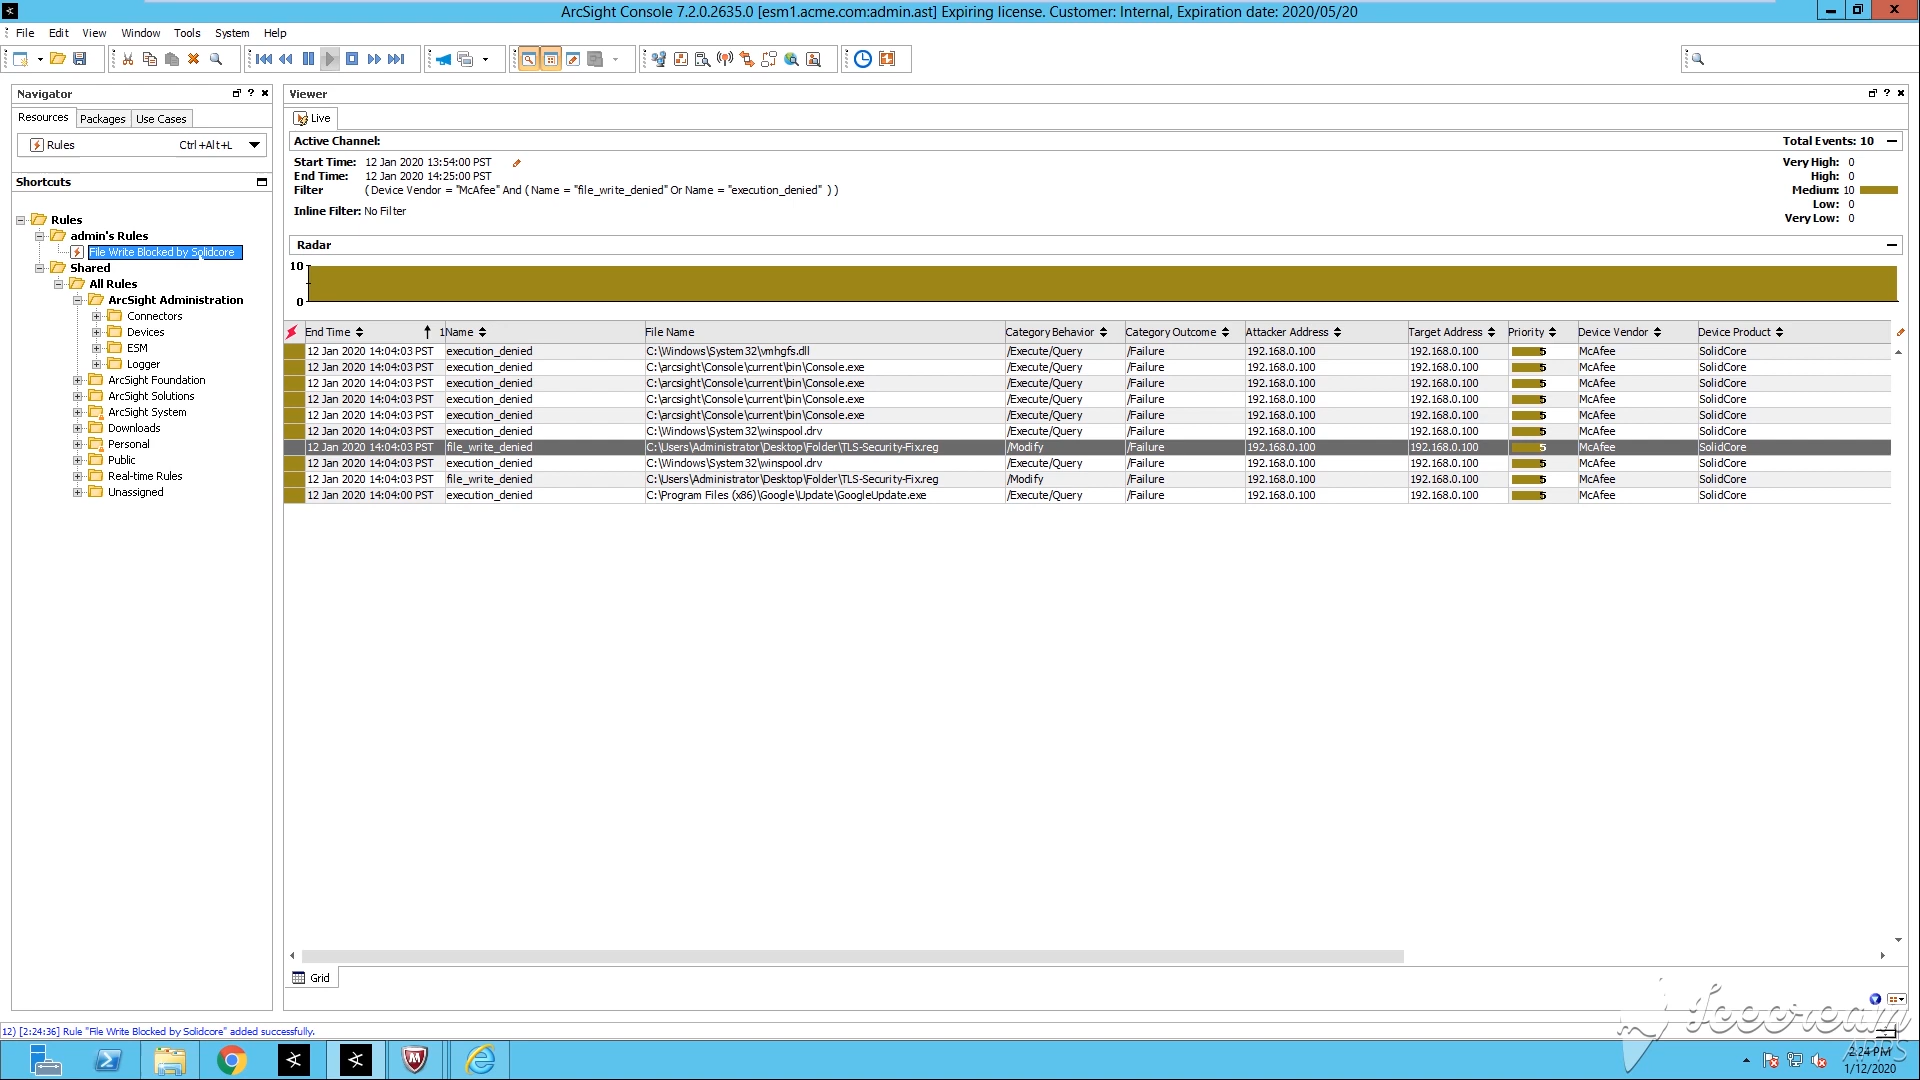 ArcSight Console 7.2.0.2635.0 [esm1.acme.com:admin.ast] Expiring license. Customer: Internal, Expiration date: 2020/05/20
File Edit View Window Tools System Help
Navigator
Resources Packages Use Cases
Rules Ctrl+Alt+L
Shortcuts
Rules
admin's Rules
File Write Blocked by Solidcore
Shared
All Rules
ArcSight Administration
Connectors
Devices
ESM
Logger
ArcSight Foundation
ArcSight Solutions
ArcSight System
Downloads
Personal
Public
Real-time Rules
Unassigned
Viewer
Live
Active Channel: Total Events: 10
Start Time: 12 Jan 2020 13:54:00 PST Very High: 0
End Time: 12 Jan 2020 14:25:00 PST High: 0
Filter ( Device Vendor = "McAfee" And ( Name = "file_write_denied" Or Name = "execution_denied" ) ) Medium: 10
Low: 0
Inline Filter: No Filter Very Low: 0
Radar
10
0
End Time 1 Name File Name Category Behavior Category Outcome Attacker Address Target Address Priority Device Vendor Device Product
12 Jan 2020 14:04:03 PST execution_denied C:\Windows\System32\vmhgfs.dll /Execute/Query /Failure 192.168.0.100 192.168.0.100 5 McAfee SolidCore
12 Jan 2020 14:04:03 PST execution_denied C:\arcsight\Console\current\bin\Console.exe /Execute/Query /Failure 192.168.0.100 192.168.0.100 5 McAfee SolidCore
12 Jan 2020 14:04:03 PST execution_denied C:\arcsight\Console\current\bin\Console.exe /Execute/Query /Failure 192.168.0.100 192.168.0.100 5 McAfee SolidCore
12 Jan 2020 14:04:03 PST execution_denied C:\arcsight\Console\current\bin\Console.exe /Execute/Query /Failure 192.168.0.100 192.168.0.100 5 McAfee SolidCore
12 Jan 2020 14:04:03 PST execution_denied C:\arcsight\Console\current\bin\Console.exe /Execute/Query /Failure 192.168.0.100 192.168.0.100 5 McAfee SolidCore
12 Jan 2020 14:04:03 PST execution_denied C:\Windows\System32\winspool.drv /Execute/Query /Failure 192.168.0.100 192.168.0.100 5 McAfee SolidCore
12 Jan 2020 14:04:03 PST file_write_denied C:\Users\Administrator\Desktop\Folder\TLS-Security-Fix.reg /Modify /Failure 192.168.0.100 192.168.0.100 5 McAfee SolidCore
12 Jan 2020 14:04:03 PST execution_denied C:\Windows\System32\winspool.drv /Execute/Query /Failure 192.168.0.100 192.168.0.100 5 McAfee SolidCore
12 Jan 2020 14:04:03 PST file_write_denied C:\Users\Administrator\Desktop\Folder\TLS-Security-Fix.reg /Modify /Failure 192.168.0.100 192.168.0.100 5 McAfee SolidCore
12 Jan 2020 14:04:00 PST execution_denied C:\Program Files (x86)\Google\Update\GoogleUpdate.exe /Execute/Query /Failure 192.168.0.100 192.168.0.100 5 McAfee SolidCore
Grid
12) [2:24:36] Rule "File Write Blocked by Solidcore" added successfully.
Icecream
APPS
2:24 PM
1/12/2020